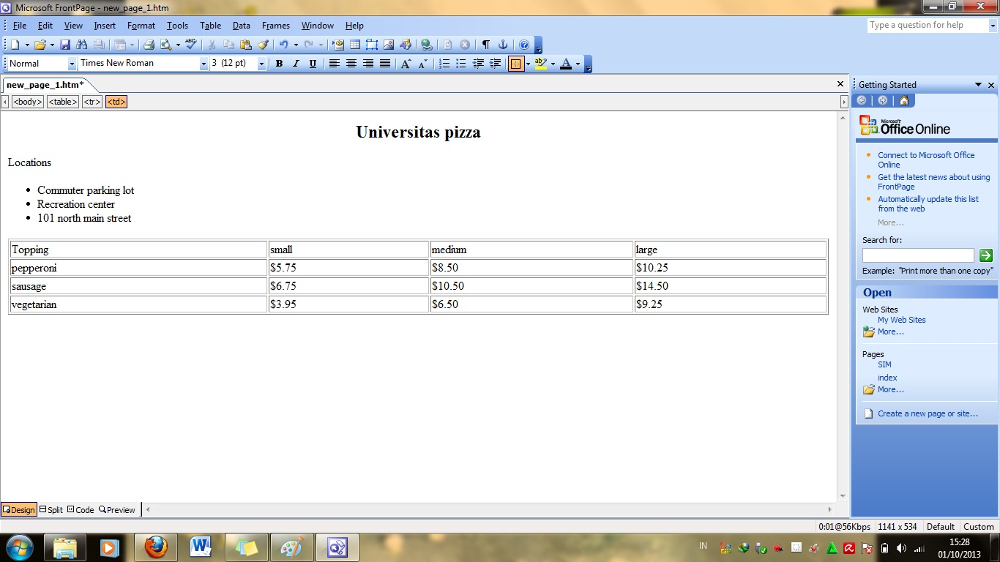 Microsoft FrontPage - new_page_1.htm
File Edit View Insert Format Tools Table Data Frames Window Help
Type a question for help
Normal Times New Roman 3 (12 pt) B I U
new_page_1.htm*
<body> <table> <tr> <td>
Universitas pizza
Locations
• Commuter parking lot
• Recreation center
• 101 north main street
Topping small medium large
pepperoni $5.75 $8.50 $10.25
sausage $6.75 $10.50 $14.50
vegetarian $3.95 $6.50 $9.25
Getting Started
Microsoft
Office Online
Connect to Microsoft Office
Online
Get the latest news about using
FrontPage
Automatically update this list
from the web
More...
Search for:
Example: "Print more than one copy"
Open
Web Sites
My Web Sites
More...
Pages
SIM
index
More...
Create a new page or site...
Design Split Code Preview
0:01@56Kbps 1141 x 534 Default Custom
IN
15:28
01/10/2013